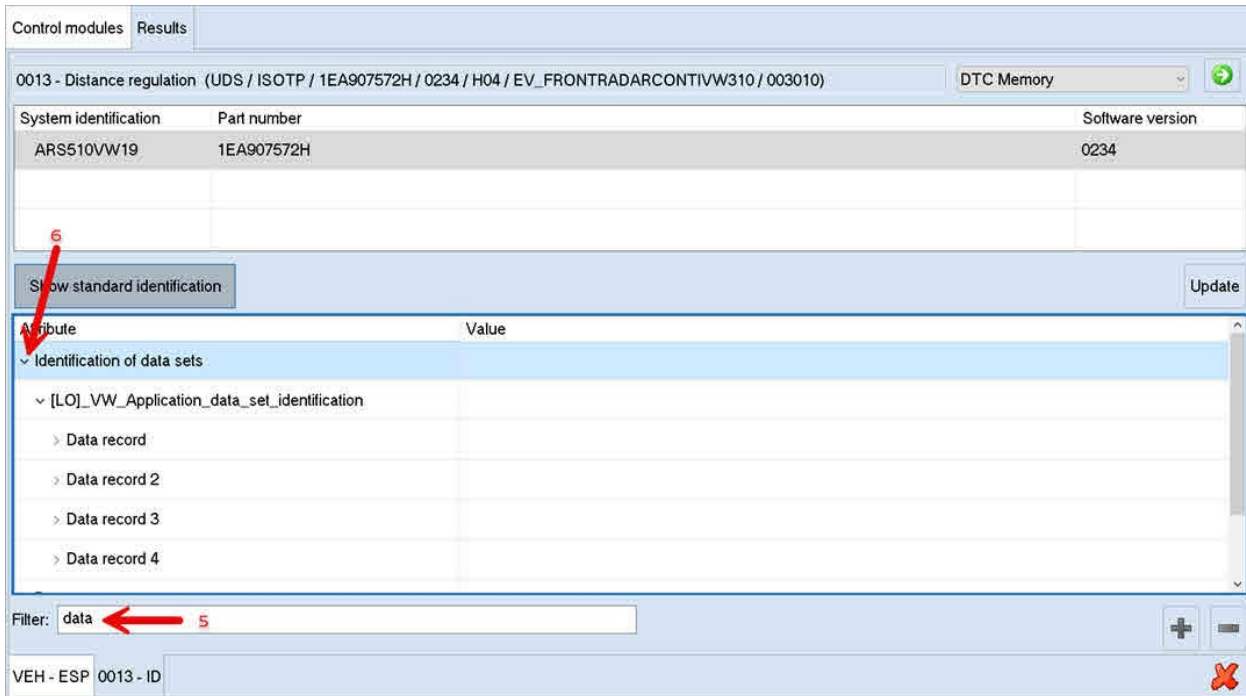 Control modules Results
0013 - Distance regulation (UDS / ISOTP / 1EA907572H / 0234 / H04 / EV_FRONTRADARCONTIVW310 / 003010) DTC Memory
System identification Part number Software version
ARS510VW19 1EA907572H 0234
6
Show standard identification Update
Attribute Value
Identification of data sets
[LO]_VW_Application_data_set_identification
Data record
Data record 2
Data record 3
Data record 4
Filter: data 5
VEH - ESP 0013 - ID